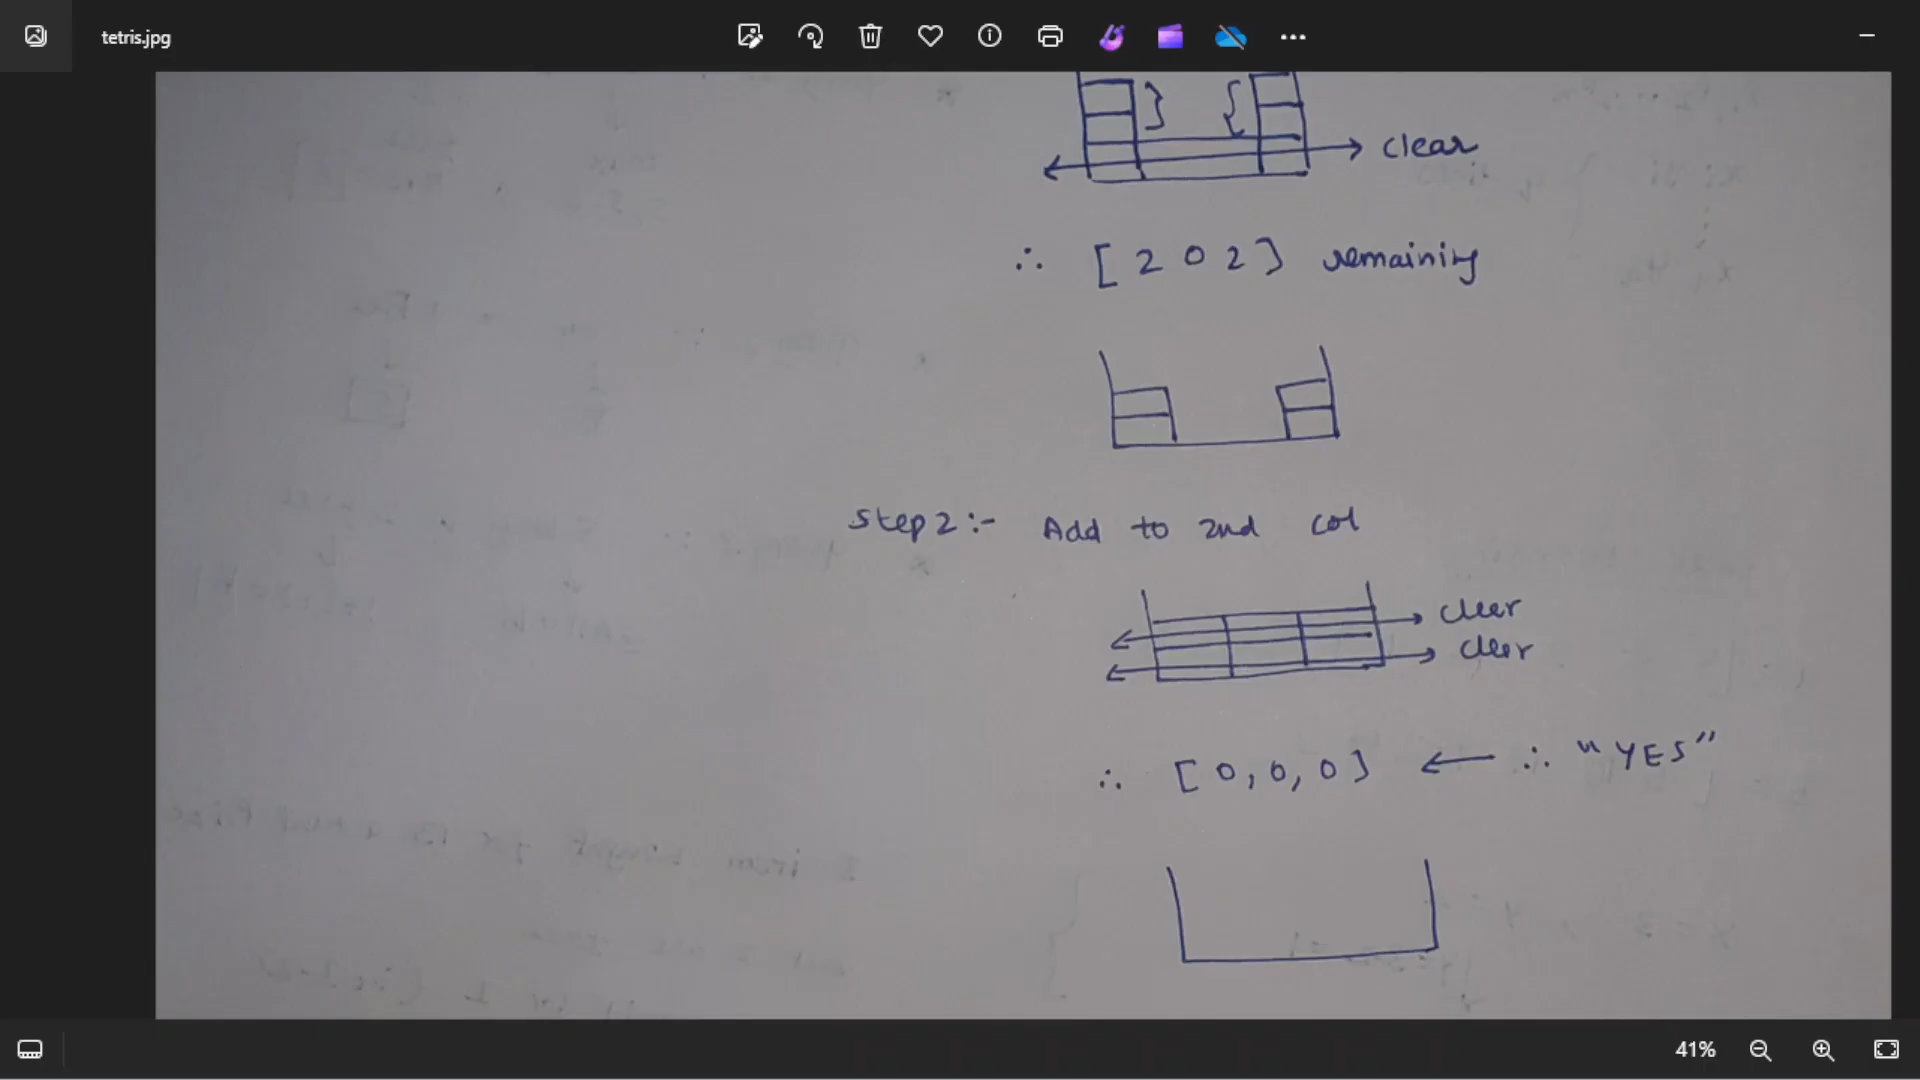 tetris.jpg
clear
∴ [ 2 0 2 ] remaining
Step 2 :- Add to 2nd col
clear
clear
∴ [ 0, 0, 0 ] ← ∴ "YES"
41%